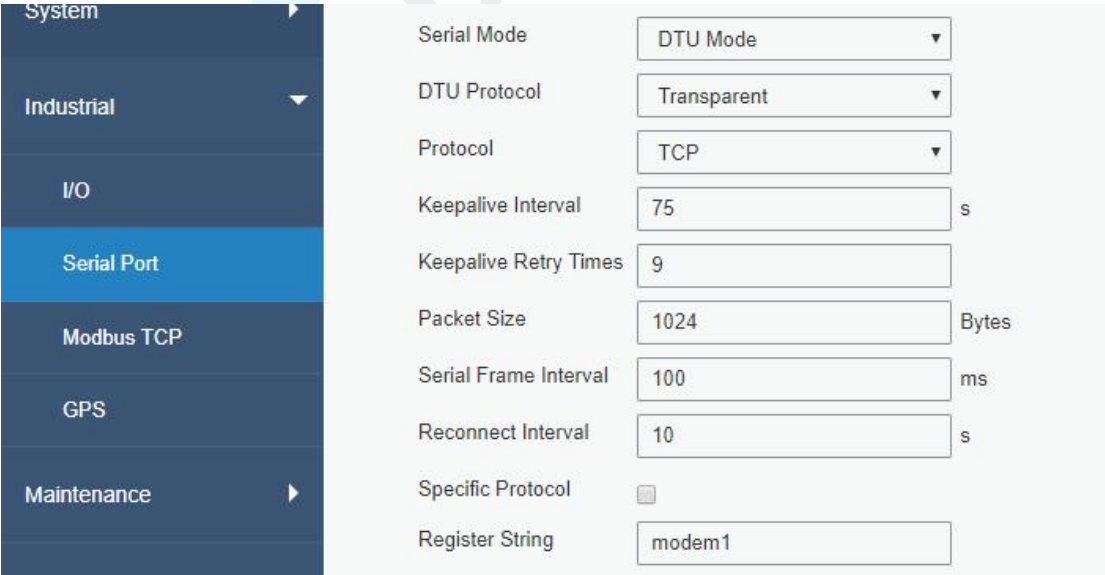 System
Industrial
I/O
Serial Port
Modbus TCP
GPS
Maintenance
Serial Mode DTU Mode
DTU Protocol Transparent
Protocol TCP
Keepalive Interval 75 s
Keepalive Retry Times 9
Packet Size 1024 Bytes
Serial Frame Interval 100 ms
Reconnect Interval 10 s
Specific Protocol
Register String modem1